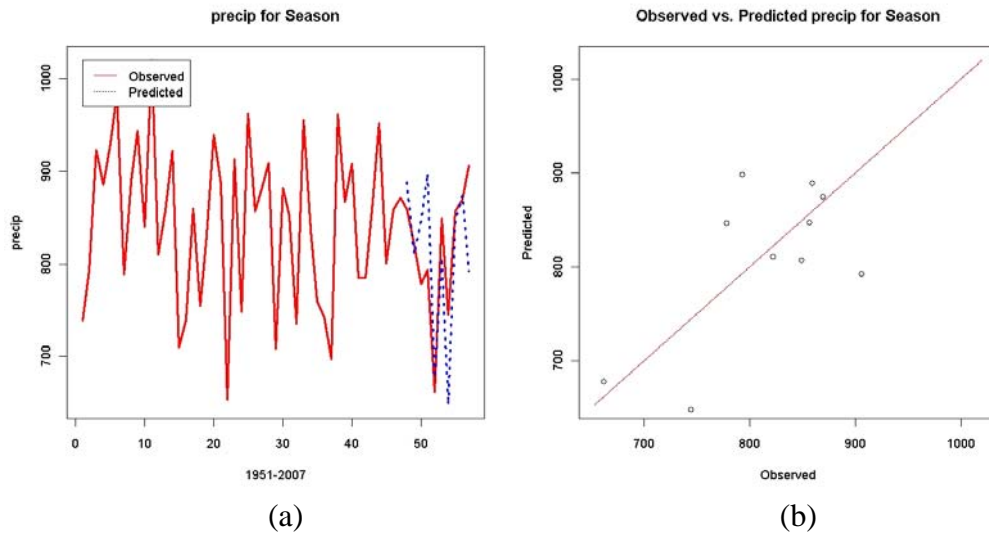 precip for Season
Observed
Predicted
precip
1000
900
800
700
0 10 20 30 40 50
1951-2007
(a)
Observed vs. Predicted precip for Season
Predicted
1000
900
800
700
700 800 900 1000
Observed
(b)